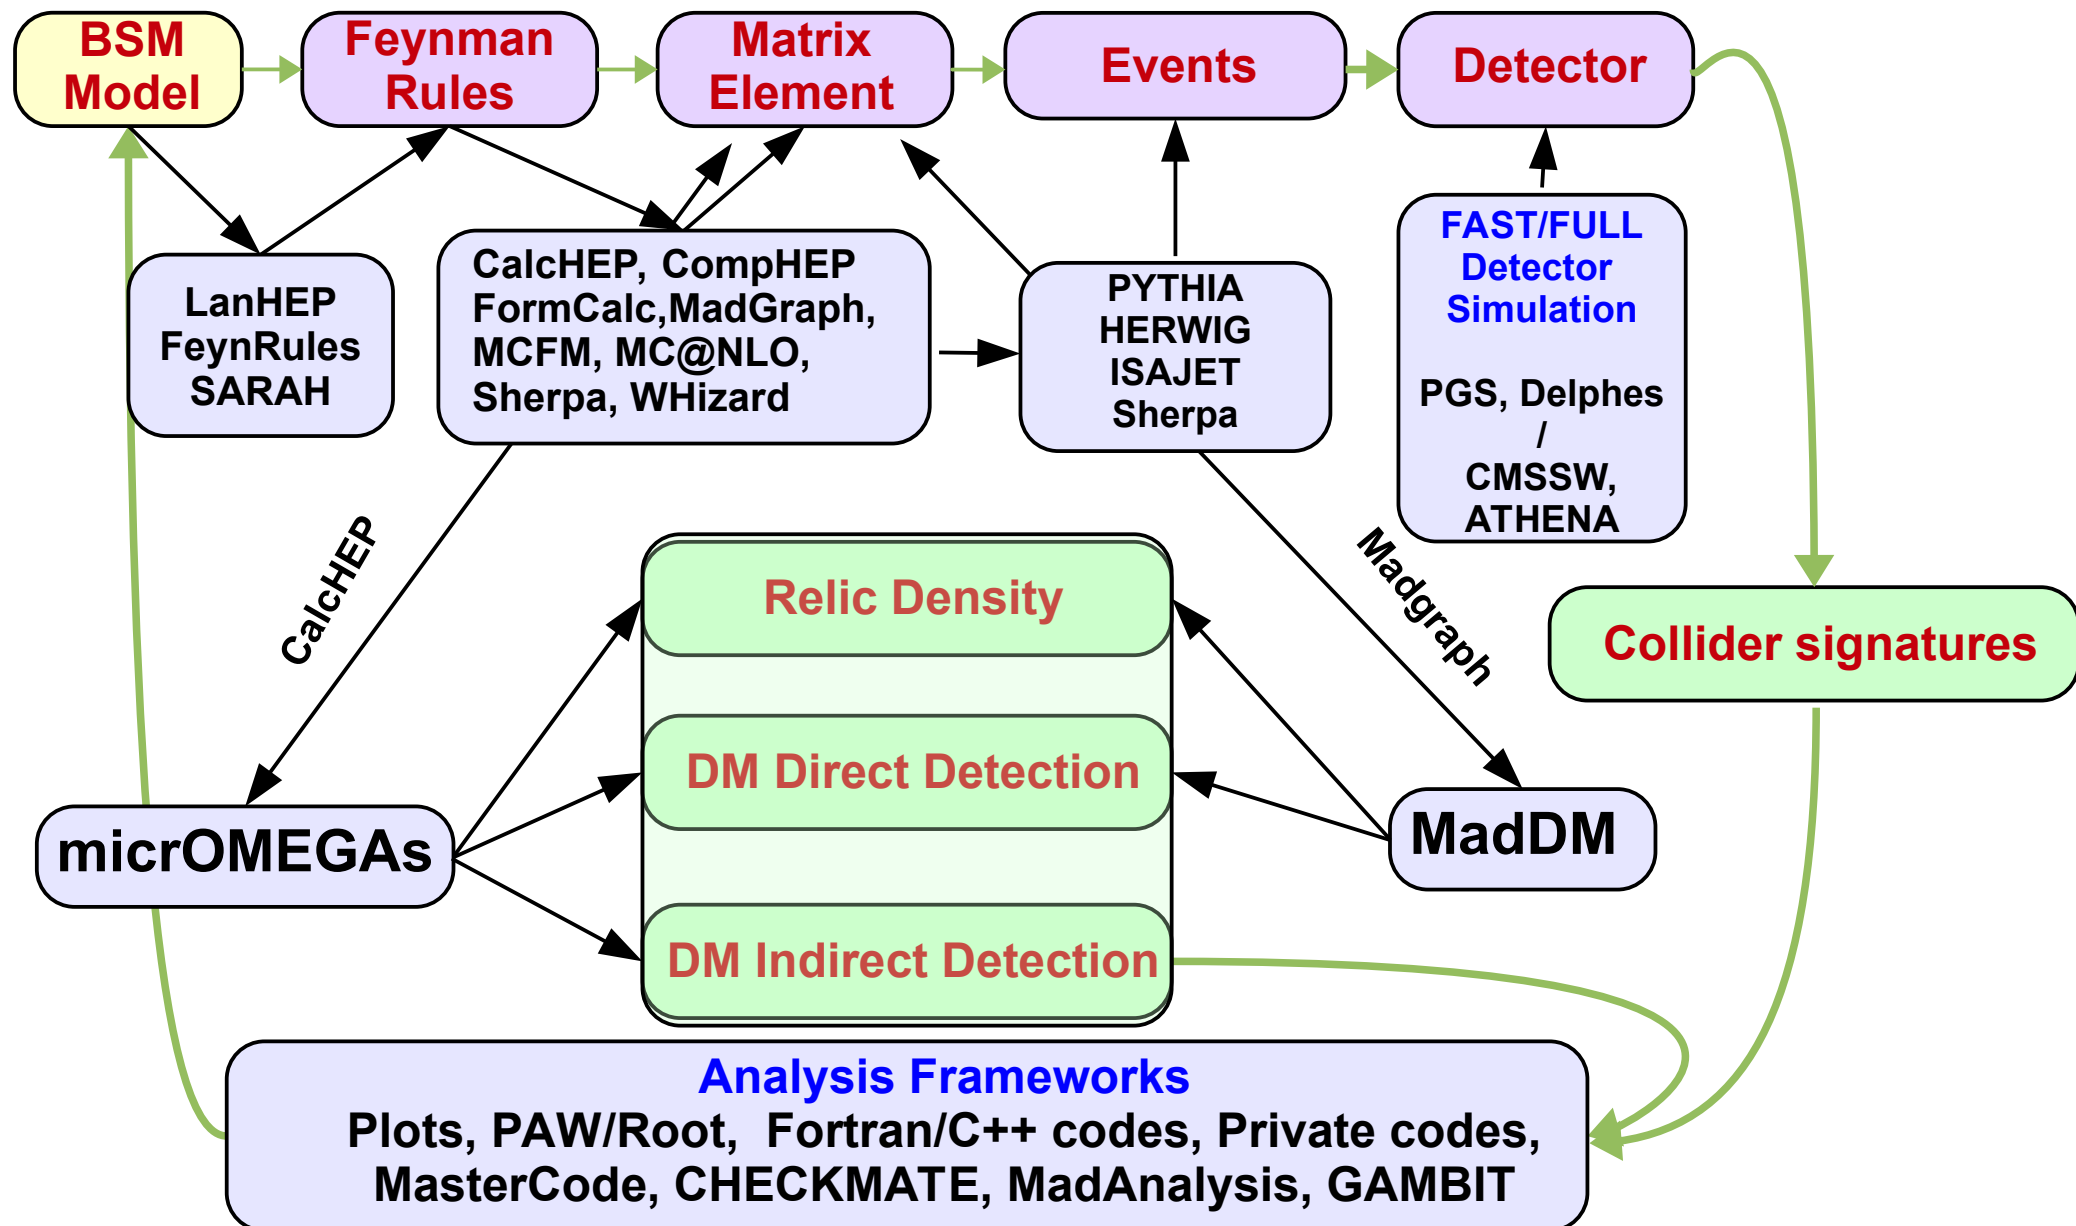 BSM
Model
Feynman
Rules
Matrix
Element
Events
Detector
LanHEP
FeynRules
SARAH
CalcHEP, CompHEP
FormCalc,MadGraph,
MCFM, MC@NLO,
Sherpa, WHizard
PYTHIA
HERWIG
ISAJET
Sherpa
FAST/FULL
Detector
Simulation
PGS, Delphes
/
CMSSW,
ATHENA
CalcHEP
Madgraph
Relic Density
DM Direct Detection
DM Indirect Detection
Collider signatures
micrOMEGAs
MadDM
Analysis Frameworks
Plots, PAW/Root, Fortran/C++ codes, Private codes,
MasterCode, CHECKMATE, MadAnalysis, GAMBIT